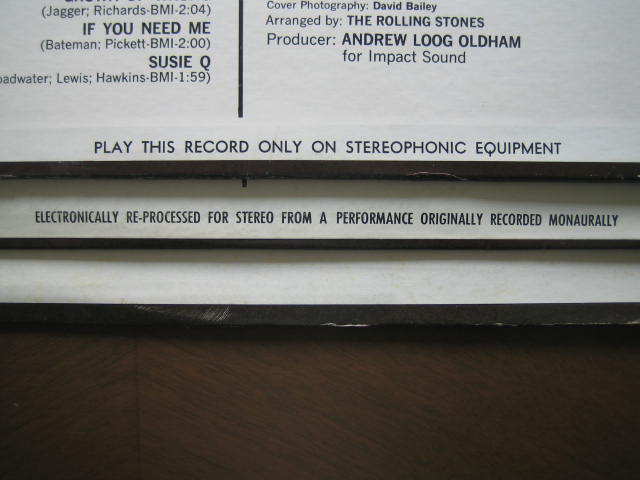 (Jagger; Richards-BMI-2:04)
IF YOU NEED ME
(Bateman; Pickett-BMI-2:00)
SUSIE Q
Lewis; Hawkins-BMI-1:59)
Cover Photography: David Bailey
Arranged by: THE ROLLING STONES
Producer: ANDREW LOOG OLDHAM
for Impact Sound
PLAY THIS RECORD ONLY ON STEREOPHONIC EQUIPMENT
ELECTRONICALLY RE-PROCESSED FOR STEREO FROM A PERFORMANCE ORIGINALLY RECORDED MONAURALLY